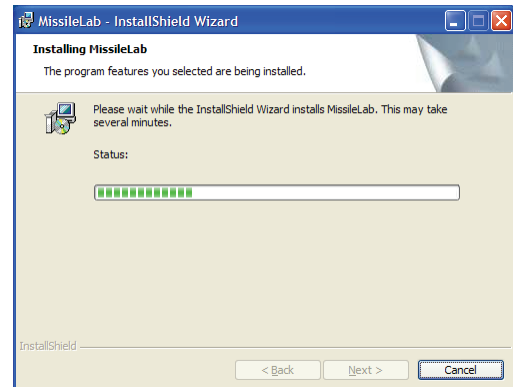 MissileLab - InstallShield Wizard
Installing MissileLab
The program features you selected are being installed.
Please wait while the InstallShield Wizard installs MissileLab. This may take
several minutes.
Status:
InstallShield
< Back Next > Cancel